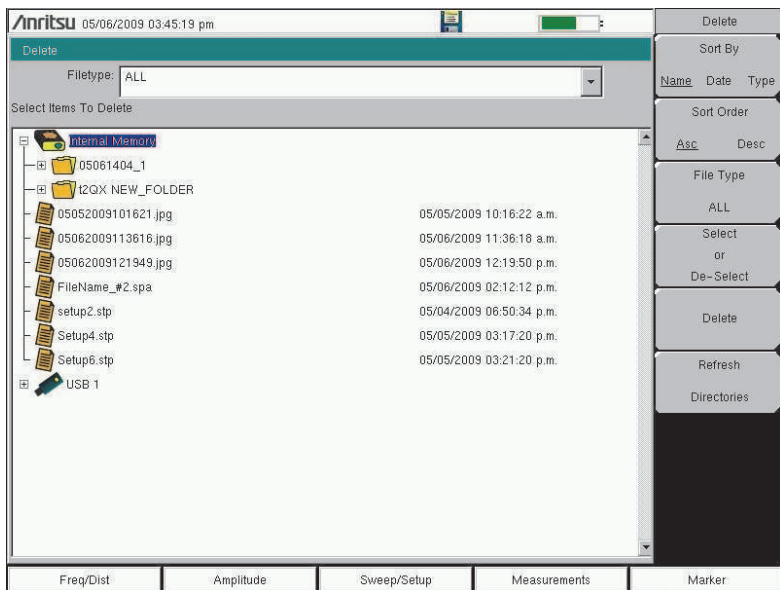 Anritsu 05/06/2009 03:45:19 pm
Delete
Filetype: ALL
Select Items To Delete
Internal Memory
05061404_1
t2QX NEW_FOLDER
05052009101621.jpg 05/05/2009 10:16:22 a.m.
05062009113616.jpg 05/06/2009 11:36:18 a.m.
05062009121949.jpg 05/06/2009 12:19:50 p.m.
FileName_#2.spa 05/06/2009 02:12:12 p.m.
setup2.stp 05/04/2009 06:50:34 p.m.
Setup4.stp 05/05/2009 03:17:20 p.m.
Setup6.stp 05/05/2009 03:21:20 p.m.
USB 1
Delete
Sort By
Name Date Type
Sort Order
Asc Desc
File Type
ALL
Select
or
De-Select
Delete
Refresh
Directories
Freq/Dist Amplitude Sweep/Setup Measurements Marker